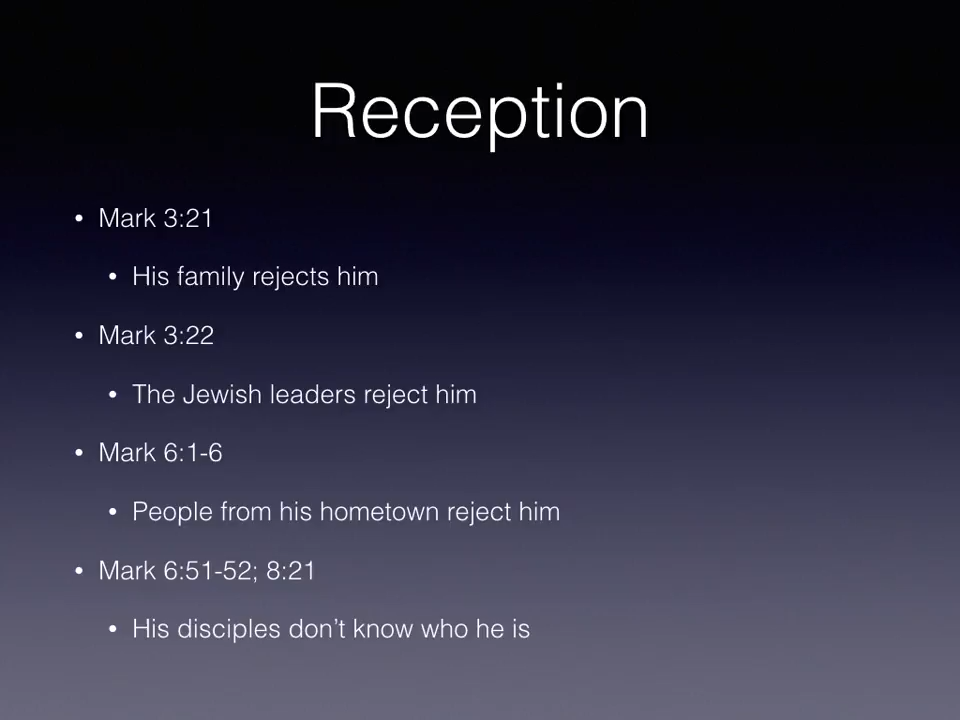 Reception
• Mark 3:21
• His family rejects him
• Mark 3:22
• The Jewish leaders reject him
• Mark 6:1-6
• People from his hometown reject him
• Mark 6:51-52; 8:21
• His disciples don’t know who he is